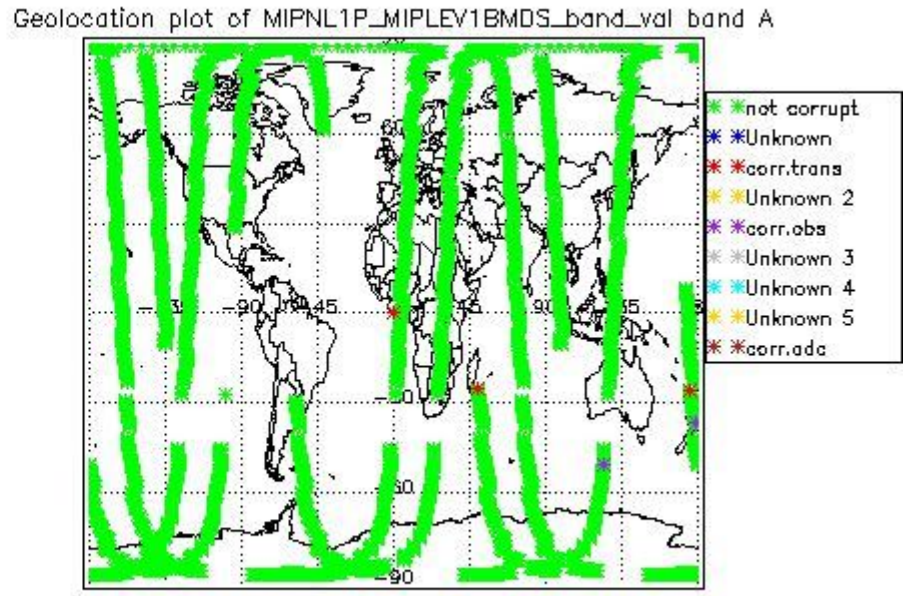 Geolocation plot of MIPNL1P_MIPLEV1BMDS_band_val band A
not corrupt
Unknown
corr.trans
Unknown 2
corr.obs
Unknown 3
Unknown 4
Unknown 5
corr.adc
60
-90
45
90
60
-90